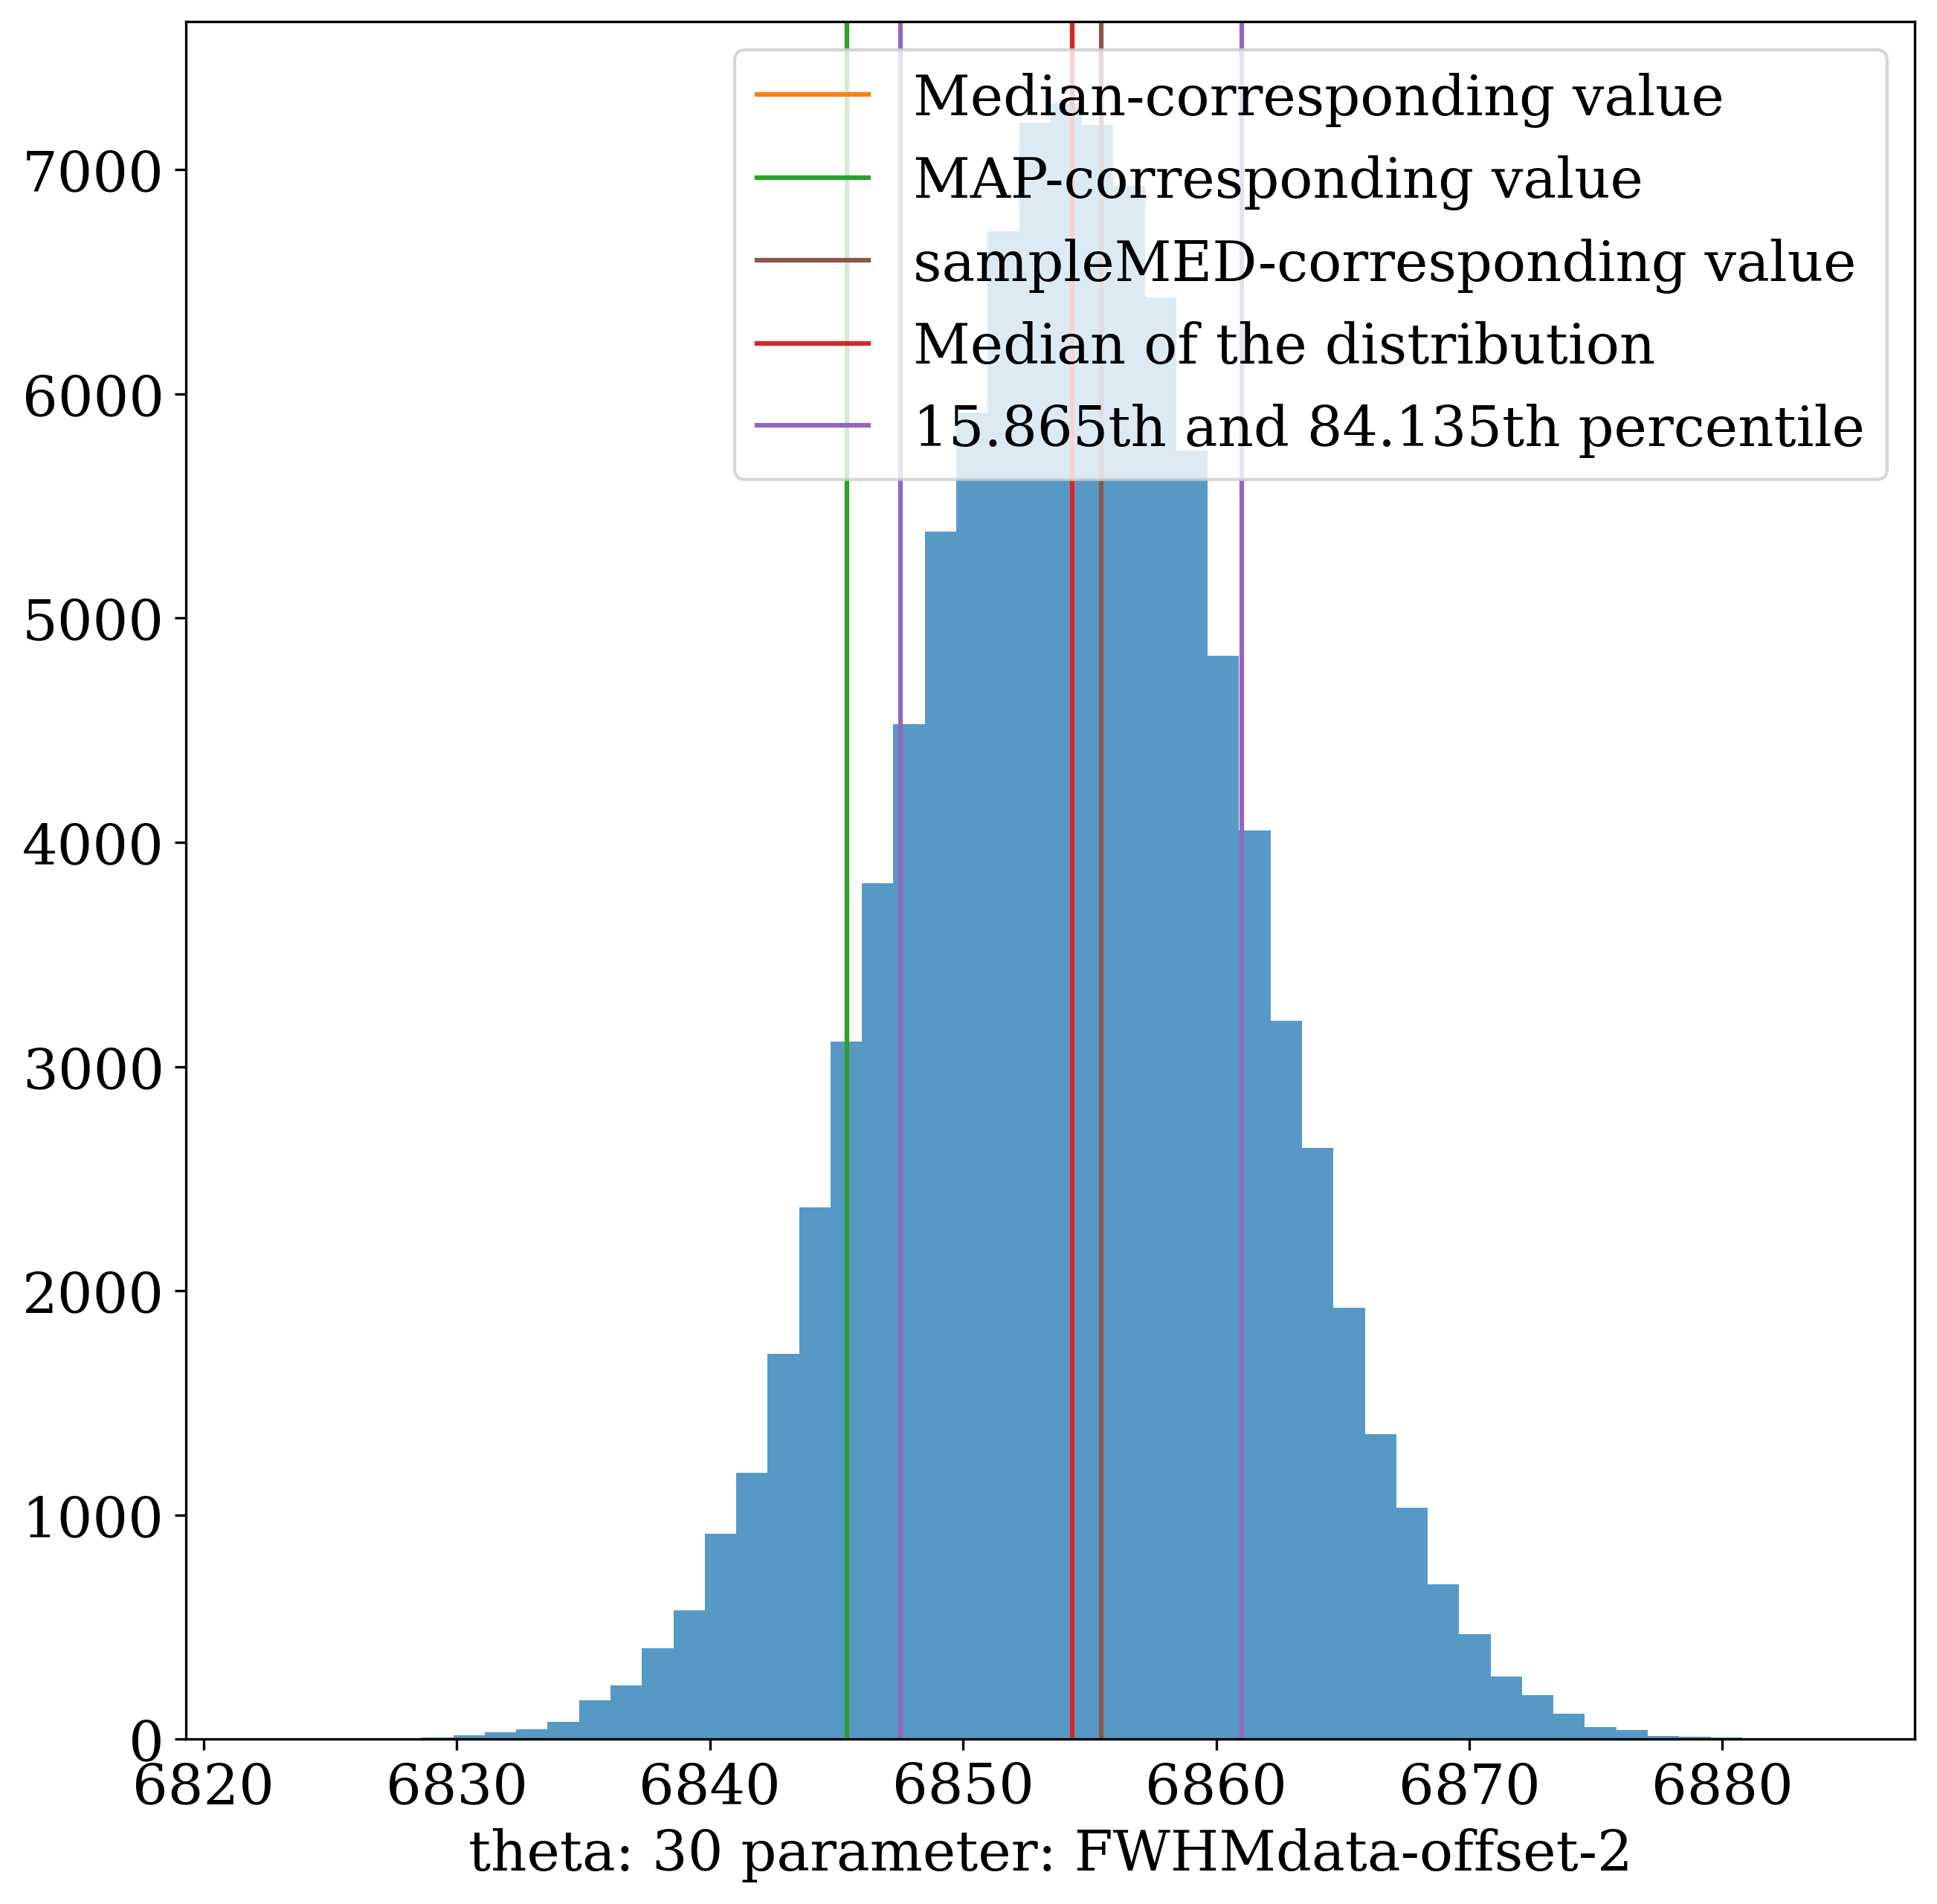 Median-corresponding value
MAP-corresponding value
sampleMED-corresponding value
Median of the distribution
15.865th and 84.135th percentile
7000
6000
5000
4000
3000
2000
1000
0
6820 6830 6840 6850 6860 6870 6880
theta: 30 parameter: FWHMdata-offset-2